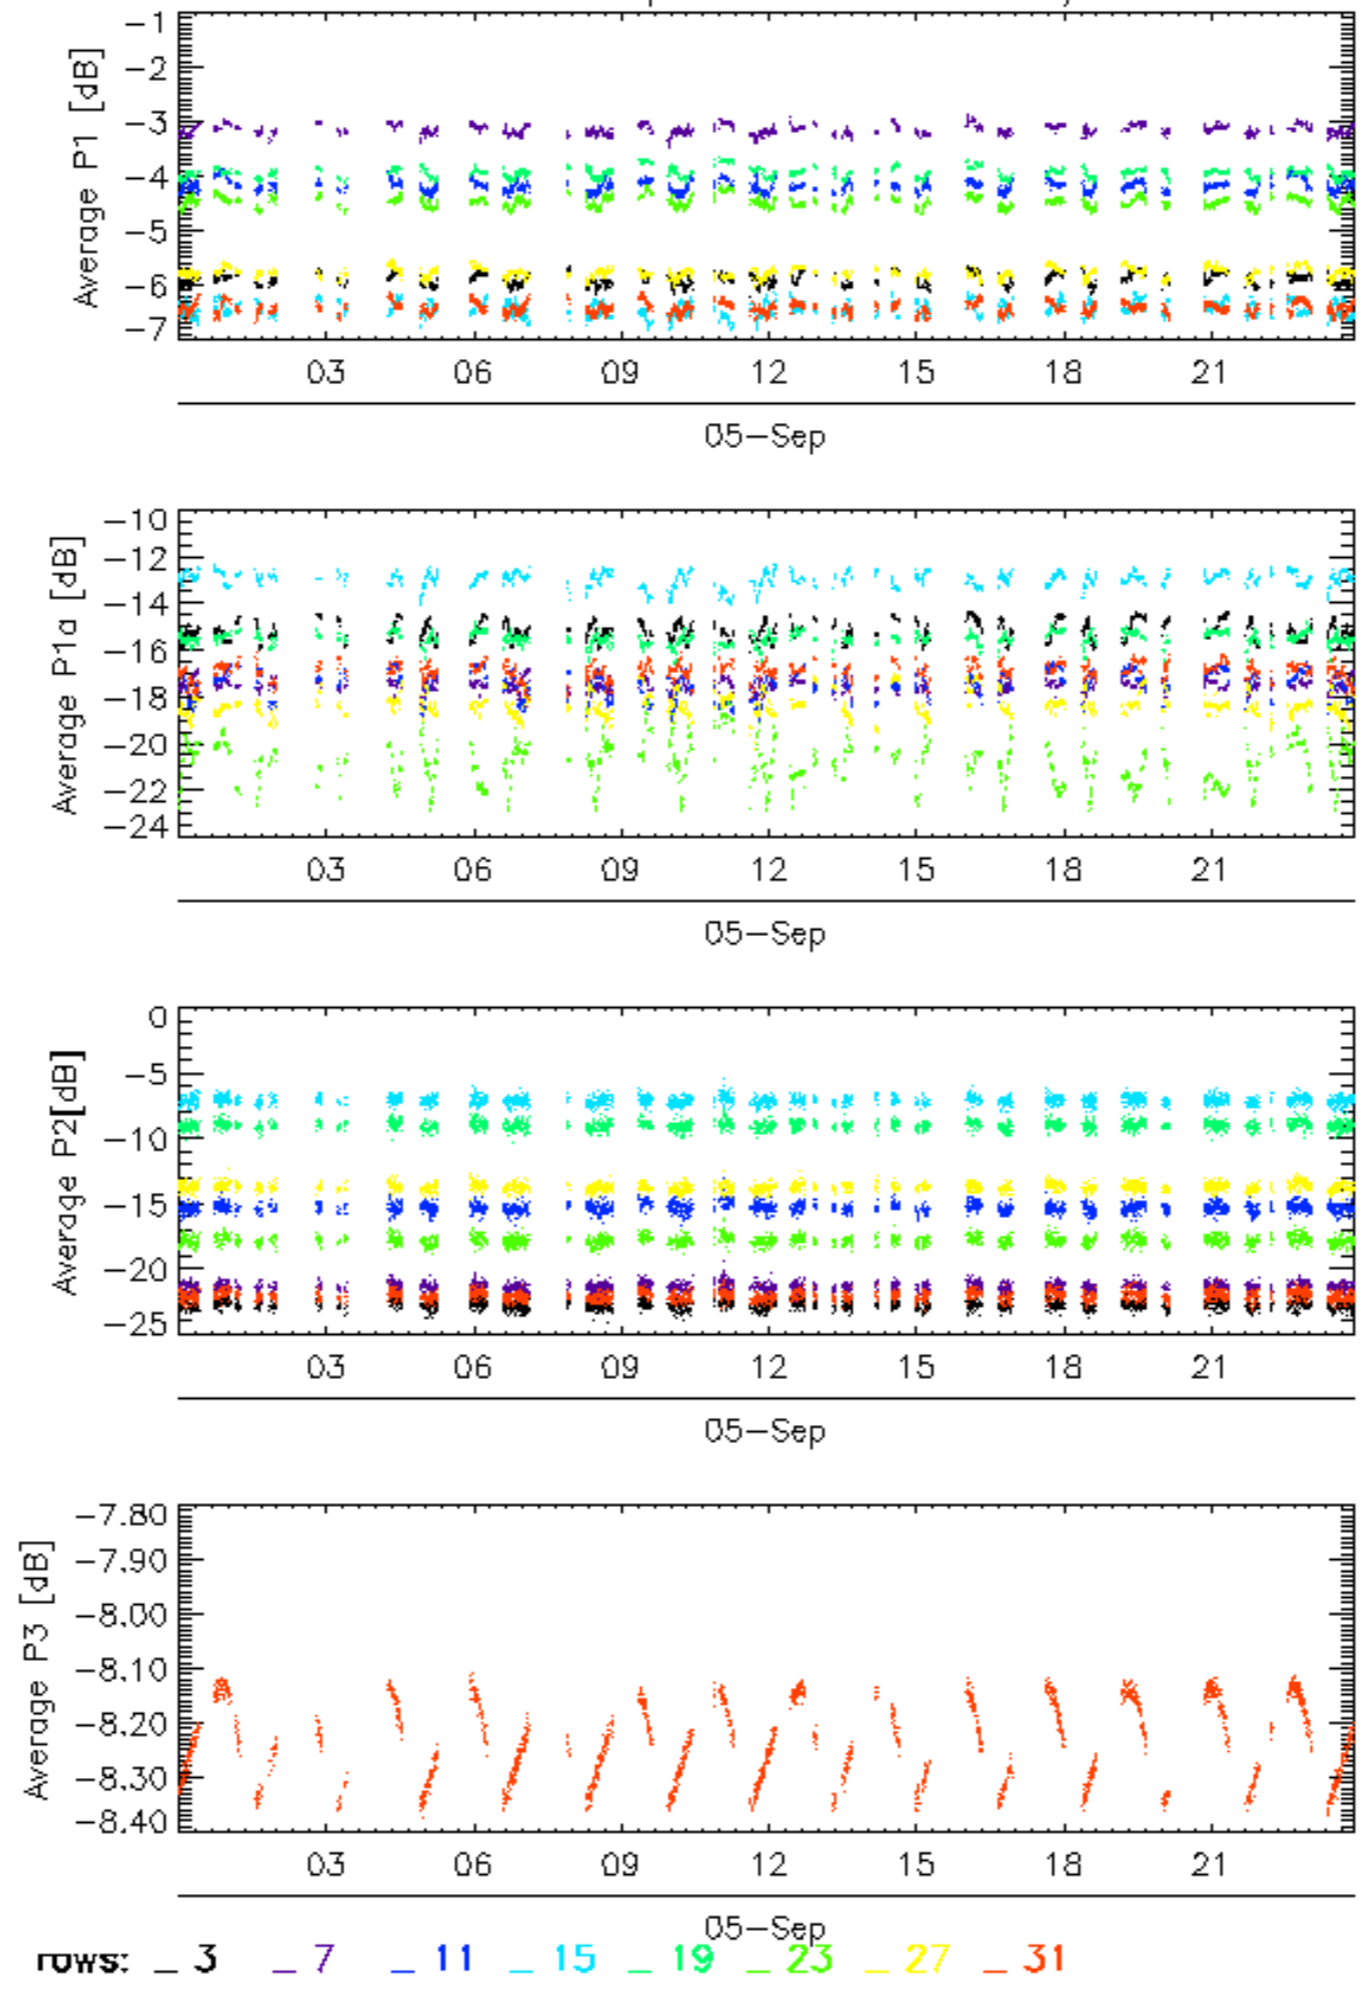 Average P1 [dB]
-1
-2
-3
-4
-5
-6
-7
03 06 09 12 15 18 21
05-Sep
Average P1a [dB]
-10
-12
-14
-16
-18
-20
-22
-24
03 06 09 12 15 18 21
05-Sep
Average P2[dB]
0
-5
-10
-15
-20
-25
03 06 09 12 15 18 21
05-Sep
Average P3 [dB]
-7.80
-7.90
-8.00
-8.10
-8.20
-8.30
-8.40
03 06 09 12 15 18 21
05-Sep
rows: _ 3 _ 7 _ 11 _ 15 _ 19 _ 23 _ 27 _ 31